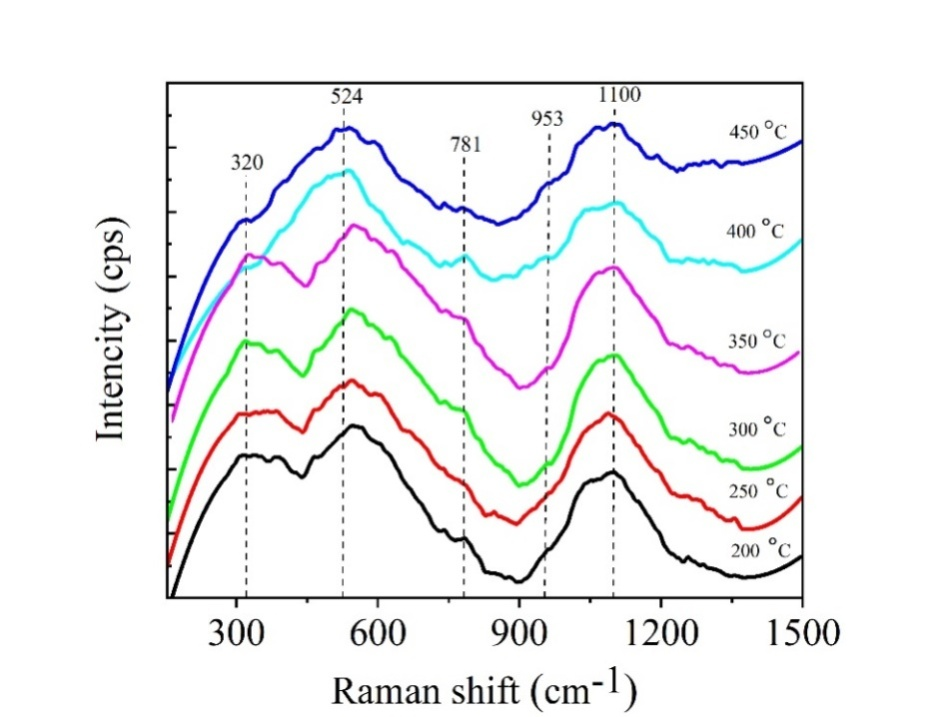 524
1100
953
781
320
450 °C
400 °C
350 °C
300 °C
250 °C
200 °C
Intencity (cps)
300 600 900 1200 1500
Raman shift (cm-1)